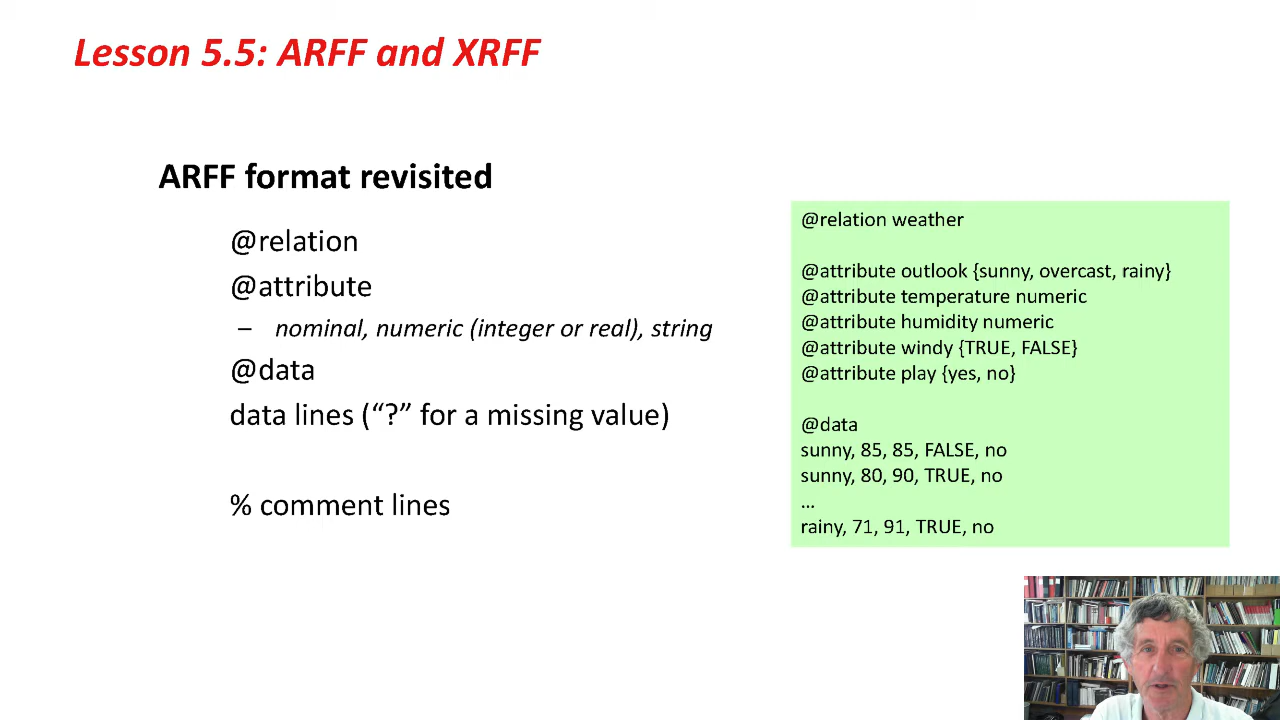 Lesson 5.5: ARFF and XRFF
ARFF format revisited
@relation
@attribute
– nominal, numeric (integer or real), string
@data
data lines (“?” for a missing value)
% comment lines
@relation weather
@attribute outlook {sunny, overcast, rainy}
@attribute temperature numeric
@attribute humidity numeric
@attribute windy {TRUE, FALSE}
@attribute play {yes, no}
@data
sunny, 85, 85, FALSE, no
sunny, 80, 90, TRUE, no
…
rainy, 71, 91, TRUE, no